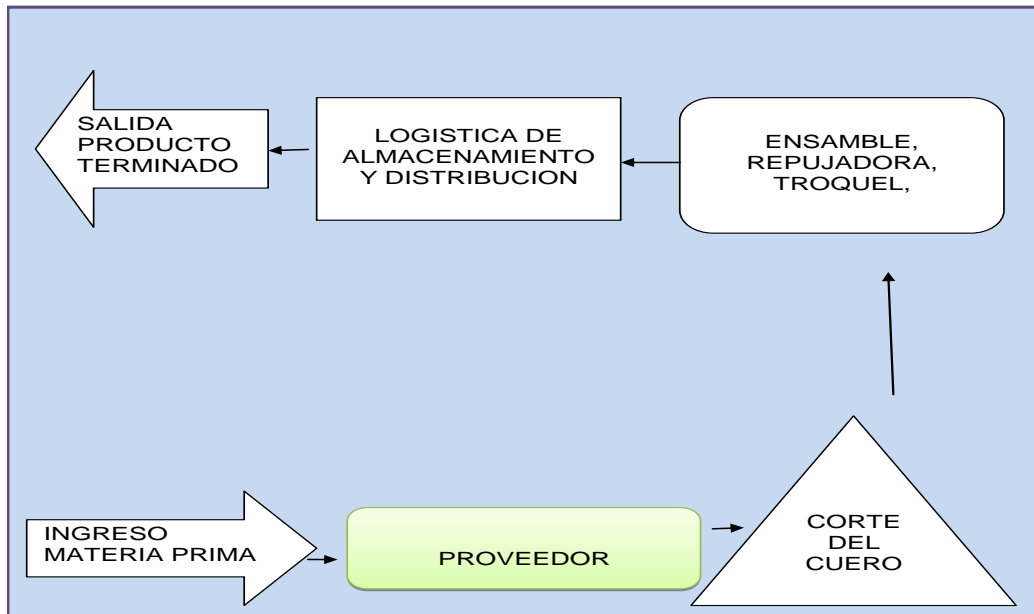 SALIDA
PRODUCTO
TERMINADO
LOGISTICA DE
ALMACENAMIENTO
Y DISTRIBUCION
ENSAMBLE,
REPUJADORA,
TROQUEL,
INGRESO
MATERIA PRIMA
PROVEEDOR
CORTE
DEL
CUERO